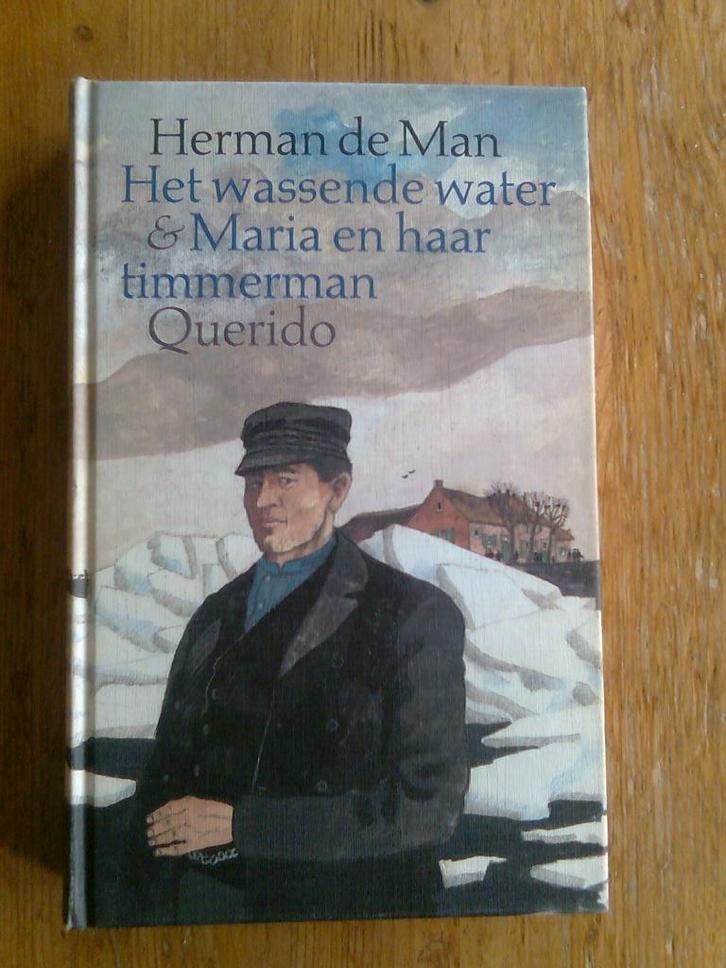 Herman de Man
Het wassende water
& Maria en haar
timmerman
Querido